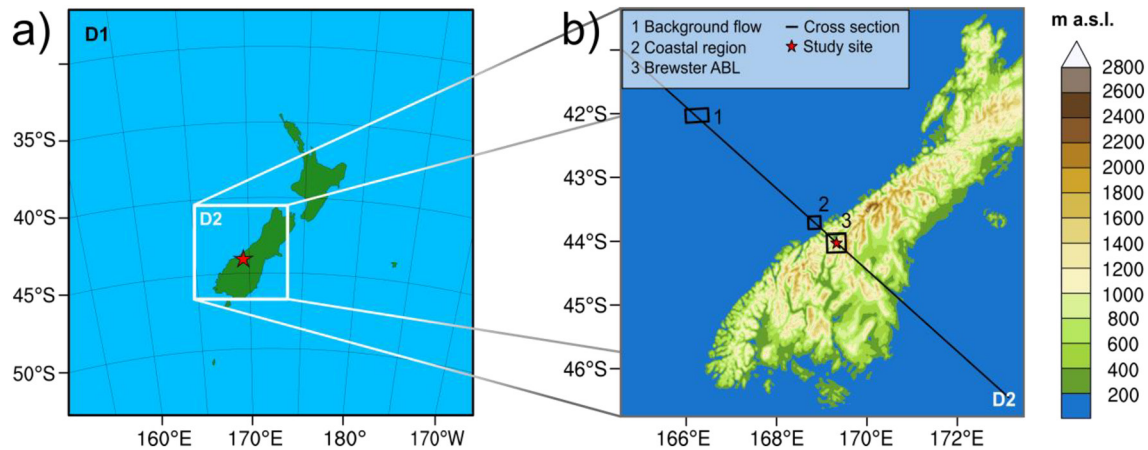 a)
D1
D2
35°S
40°S
45°S
50°S
160°E
170°E
180°
170°W
b)
1 Background flow
2 Coastal region
3 Brewster ABL
Cross section
Study site
1
2
3
D2
42°S
43°S
44°S
45°S
46°S
166°E
168°E
170°E
172°E
m a.s.l.
2800
2600
2400
2200
2000
1800
1600
1400
1200
1000
800
600
400
200